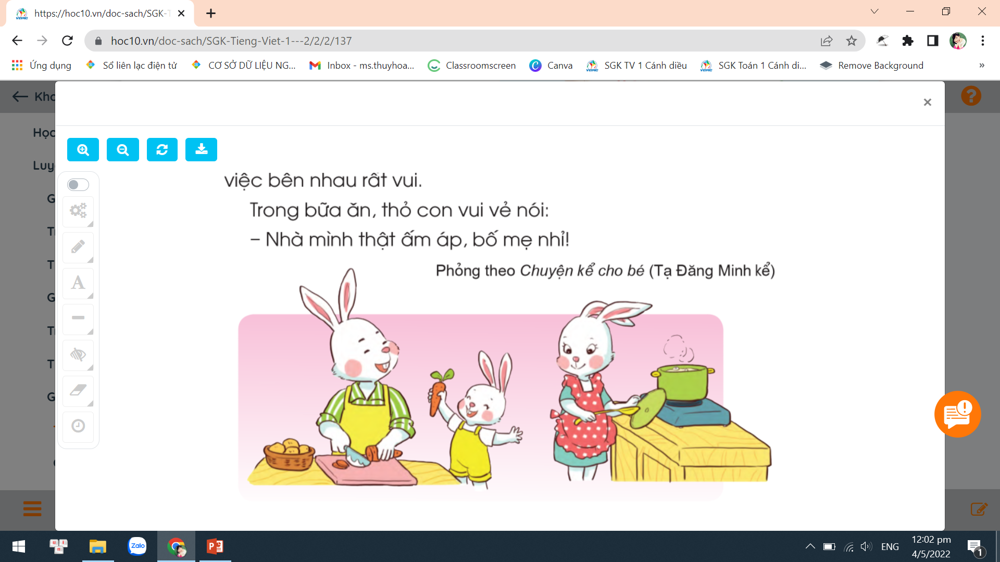 https://hoc10.vn/doc-sach/SGK-T
hoc10.vn/doc-sach/SGK-Tieng-Viet-1---2/2/2/137
Ứng dụng
Sổ liên lạc điện tử
CƠ SỞ DỮ LIỆU NG...
Inbox - ms.thuyhoa...
Classroomscreen
Canva
SGK TV 1 Cánh diều
SGK Toán 1 Cánh di...
Remove Background
»
Kho
Học
Luy
G
T
G
T
G
việc bên nhau rất vui.
Trong bữa ăn, thỏ con vui vẻ nói:
– Nhà mình thật ấm áp, bố mẹ nhỉ!
Phỏng theo Chuyện kể cho bé (Tạ Đăng Minh kể)
A
Zalo
ENG
12:02 pm
4/5/2022
1